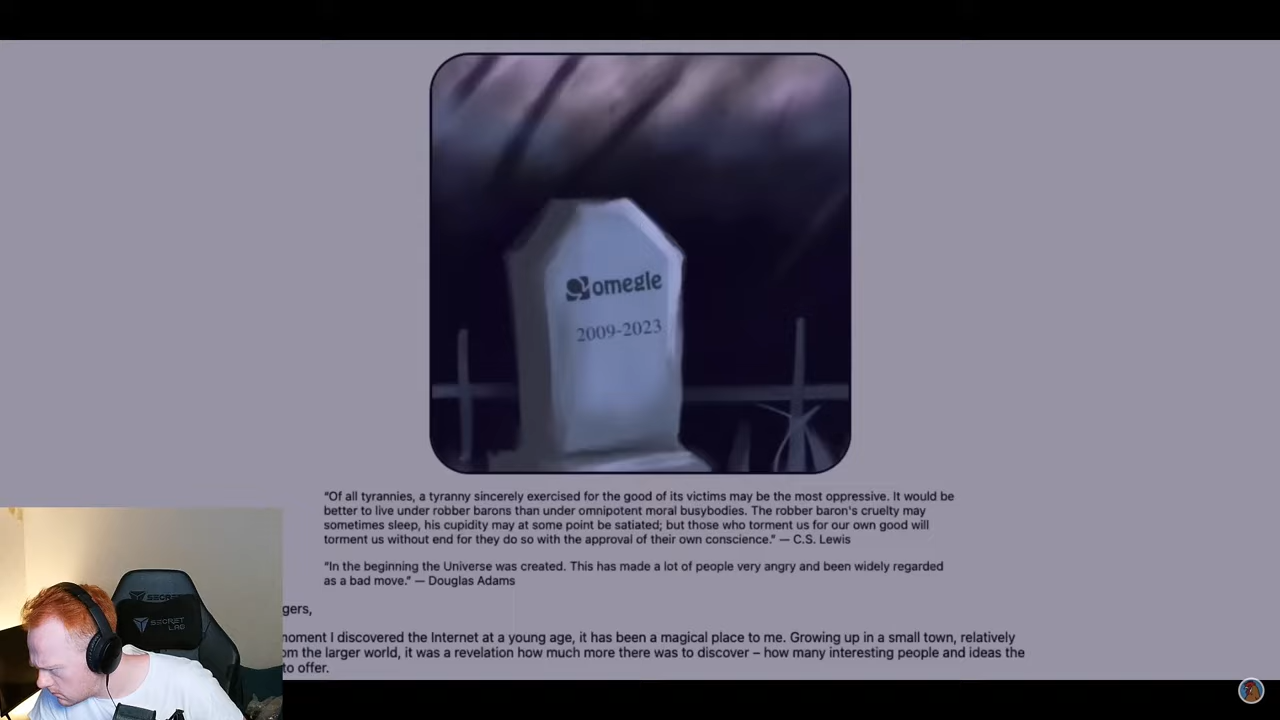 omegle
2009-2023
“Of all tyrannies, a tyranny sincerely exercised for the good of its victims may be the most oppressive. It would be
better to live under robber barons than under omnipotent moral busybodies. The robber baron's cruelty may
sometimes sleep, his cupidity may at some point be satiated; but those who torment us for our own good will
torment us without end for they do so with the approval of their own conscience.” — C.S. Lewis
“In the beginning the Universe was created. This has made a lot of people very angry and been widely regarded
as a bad move.” — Douglas Adams
gers,
moment I discovered the Internet at a young age, it has been a magical place to me. Growing up in a small town, relatively
om the larger world, it was a revelation how much more there was to discover – how many interesting people and ideas the
to offer.
SECRET
LAB